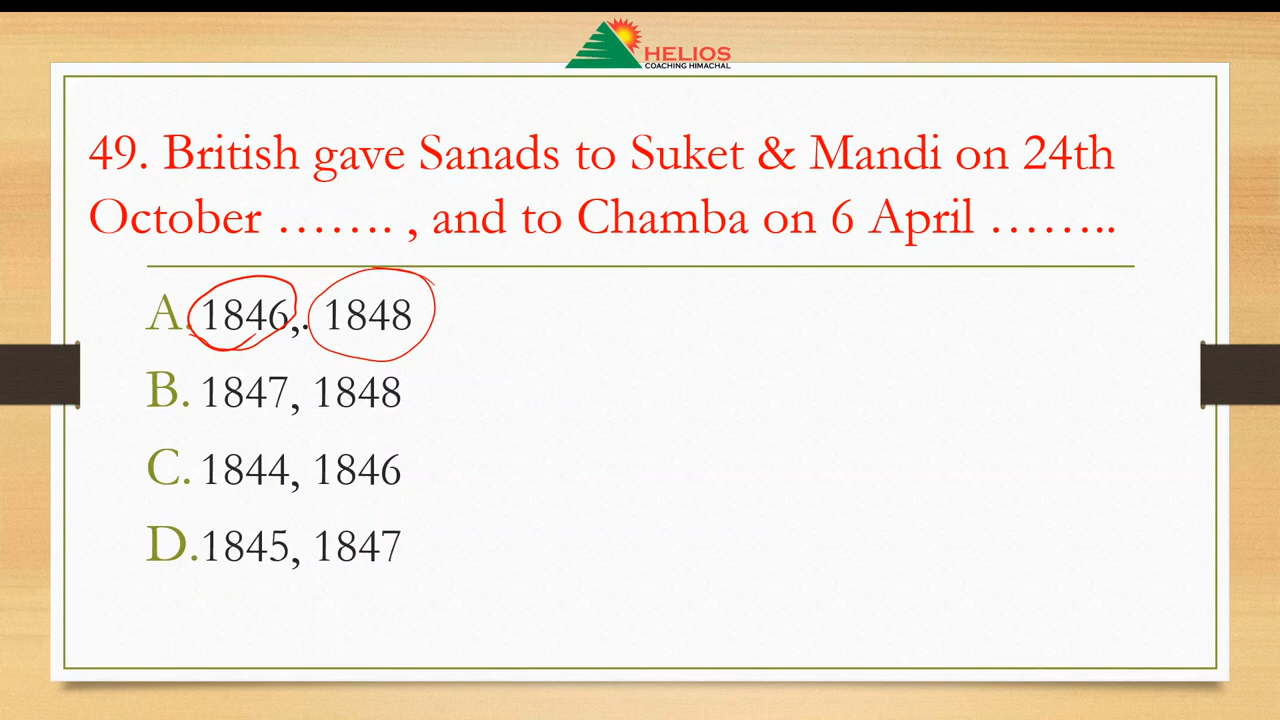 HELIOS
COACHING HIMACHAL
49. British gave Sanads to Suket & Mandi on 24th
October ……. , and to Chamba on 6 April ……..
A. 1846,. 1848
B. 1847, 1848
C. 1844, 1846
D. 1845, 1847